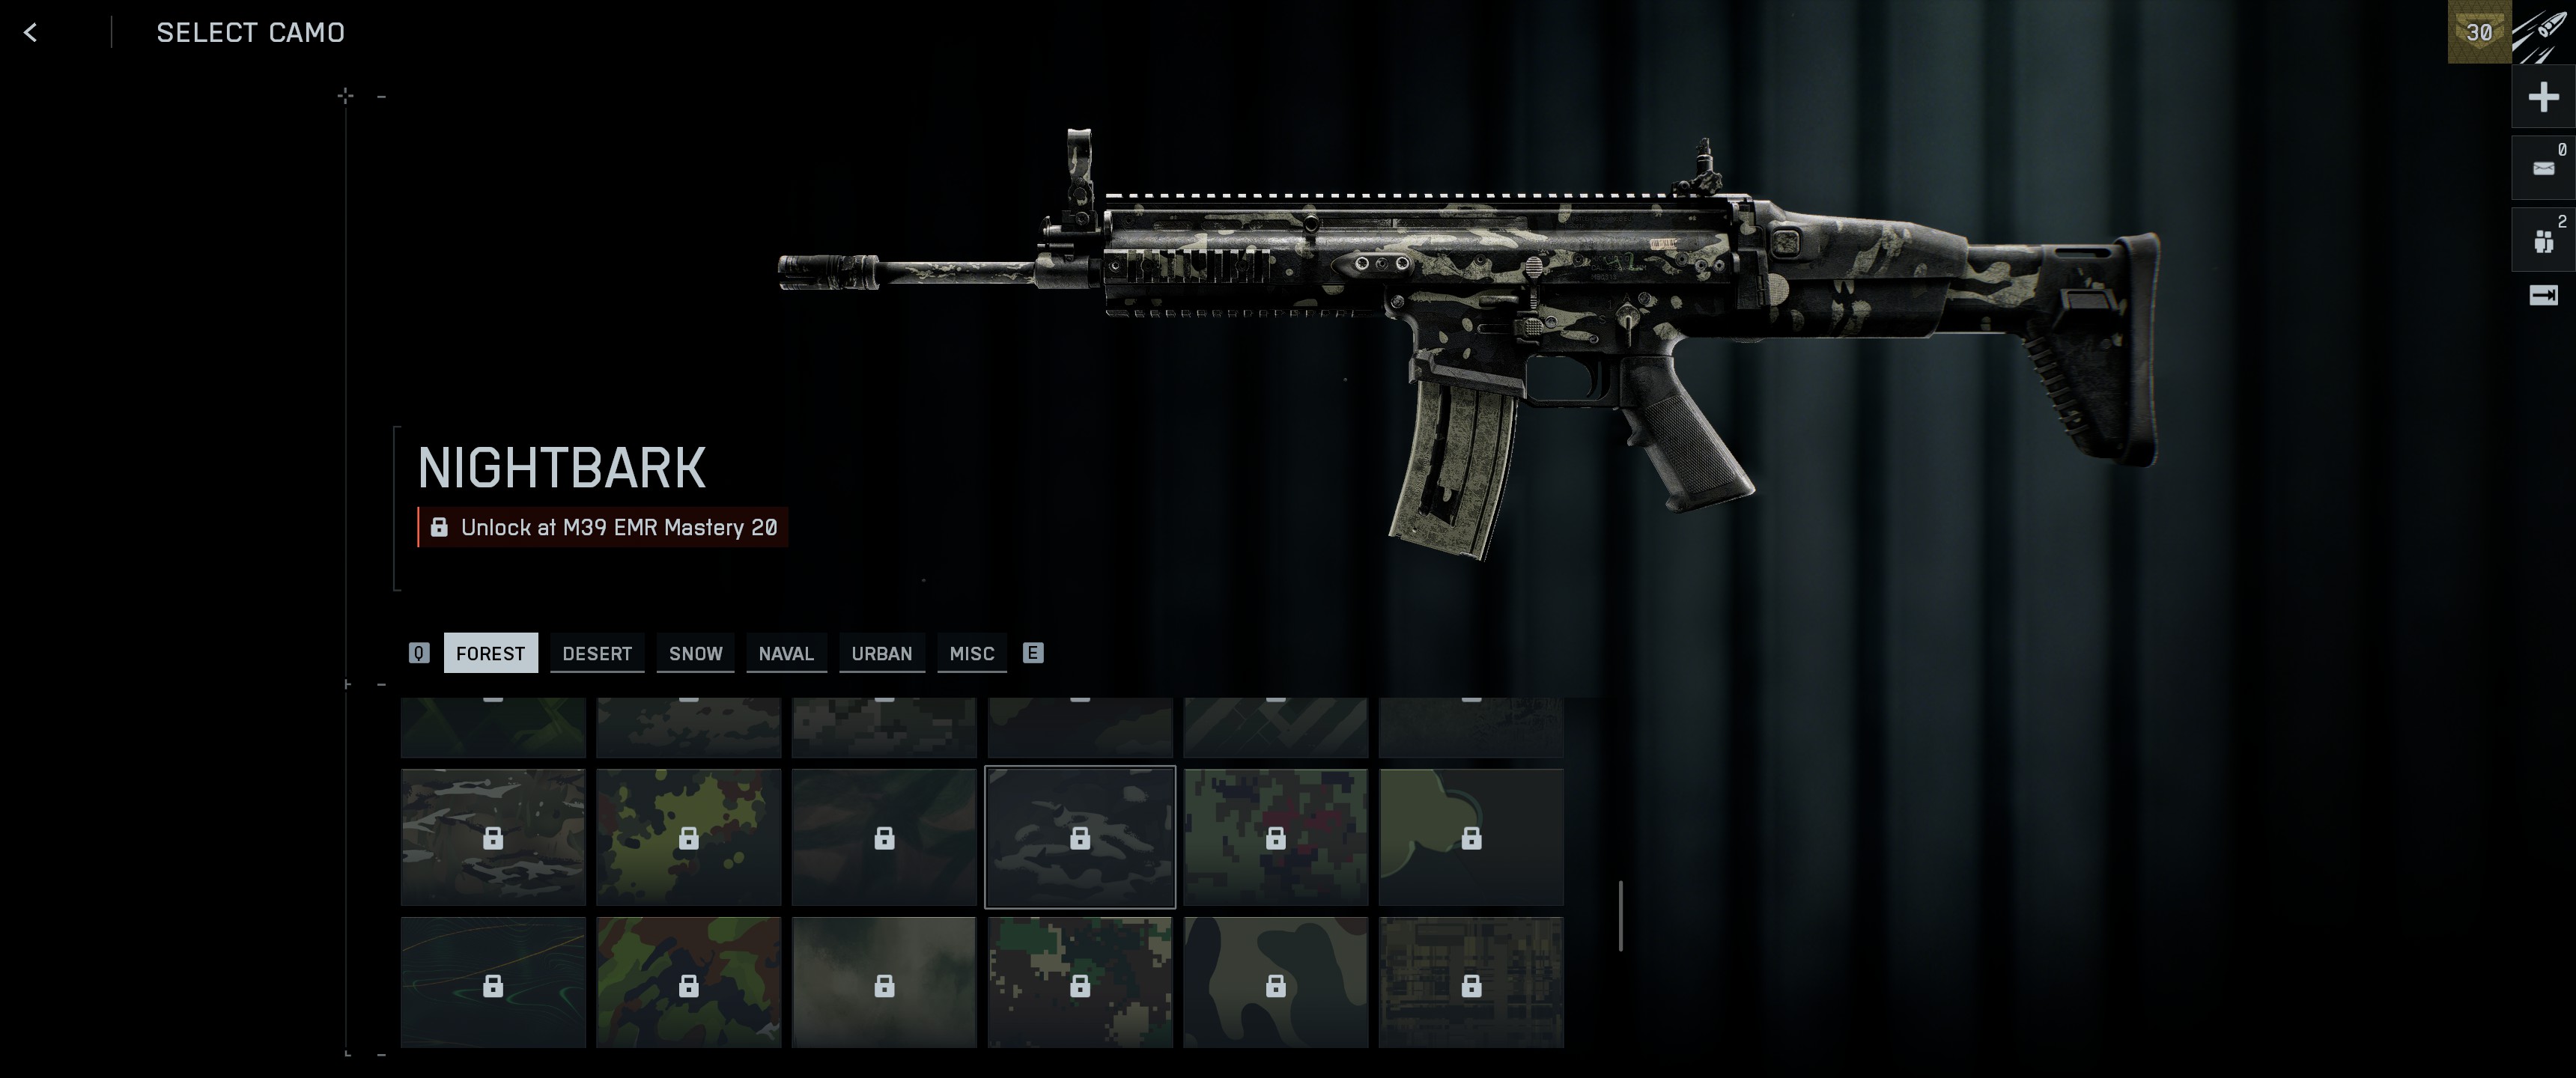 SELECT CAMO
30
0
2
NIGHTBARK
Unlock at M39 EMR Mastery 20
Q FOREST DESERT SNOW NAVAL URBAN MISC E